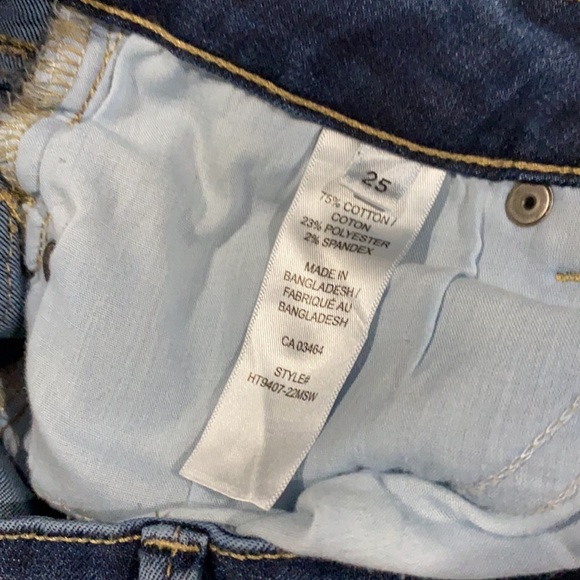 25
75% COTTON /
COTON
23% POLYESTER
2% SPANDEX
MADE IN
BANGLADESH /
FABRIQUÉ AU
BANGLADESH
CA 03464
STYLE#
HT9407-22MSW